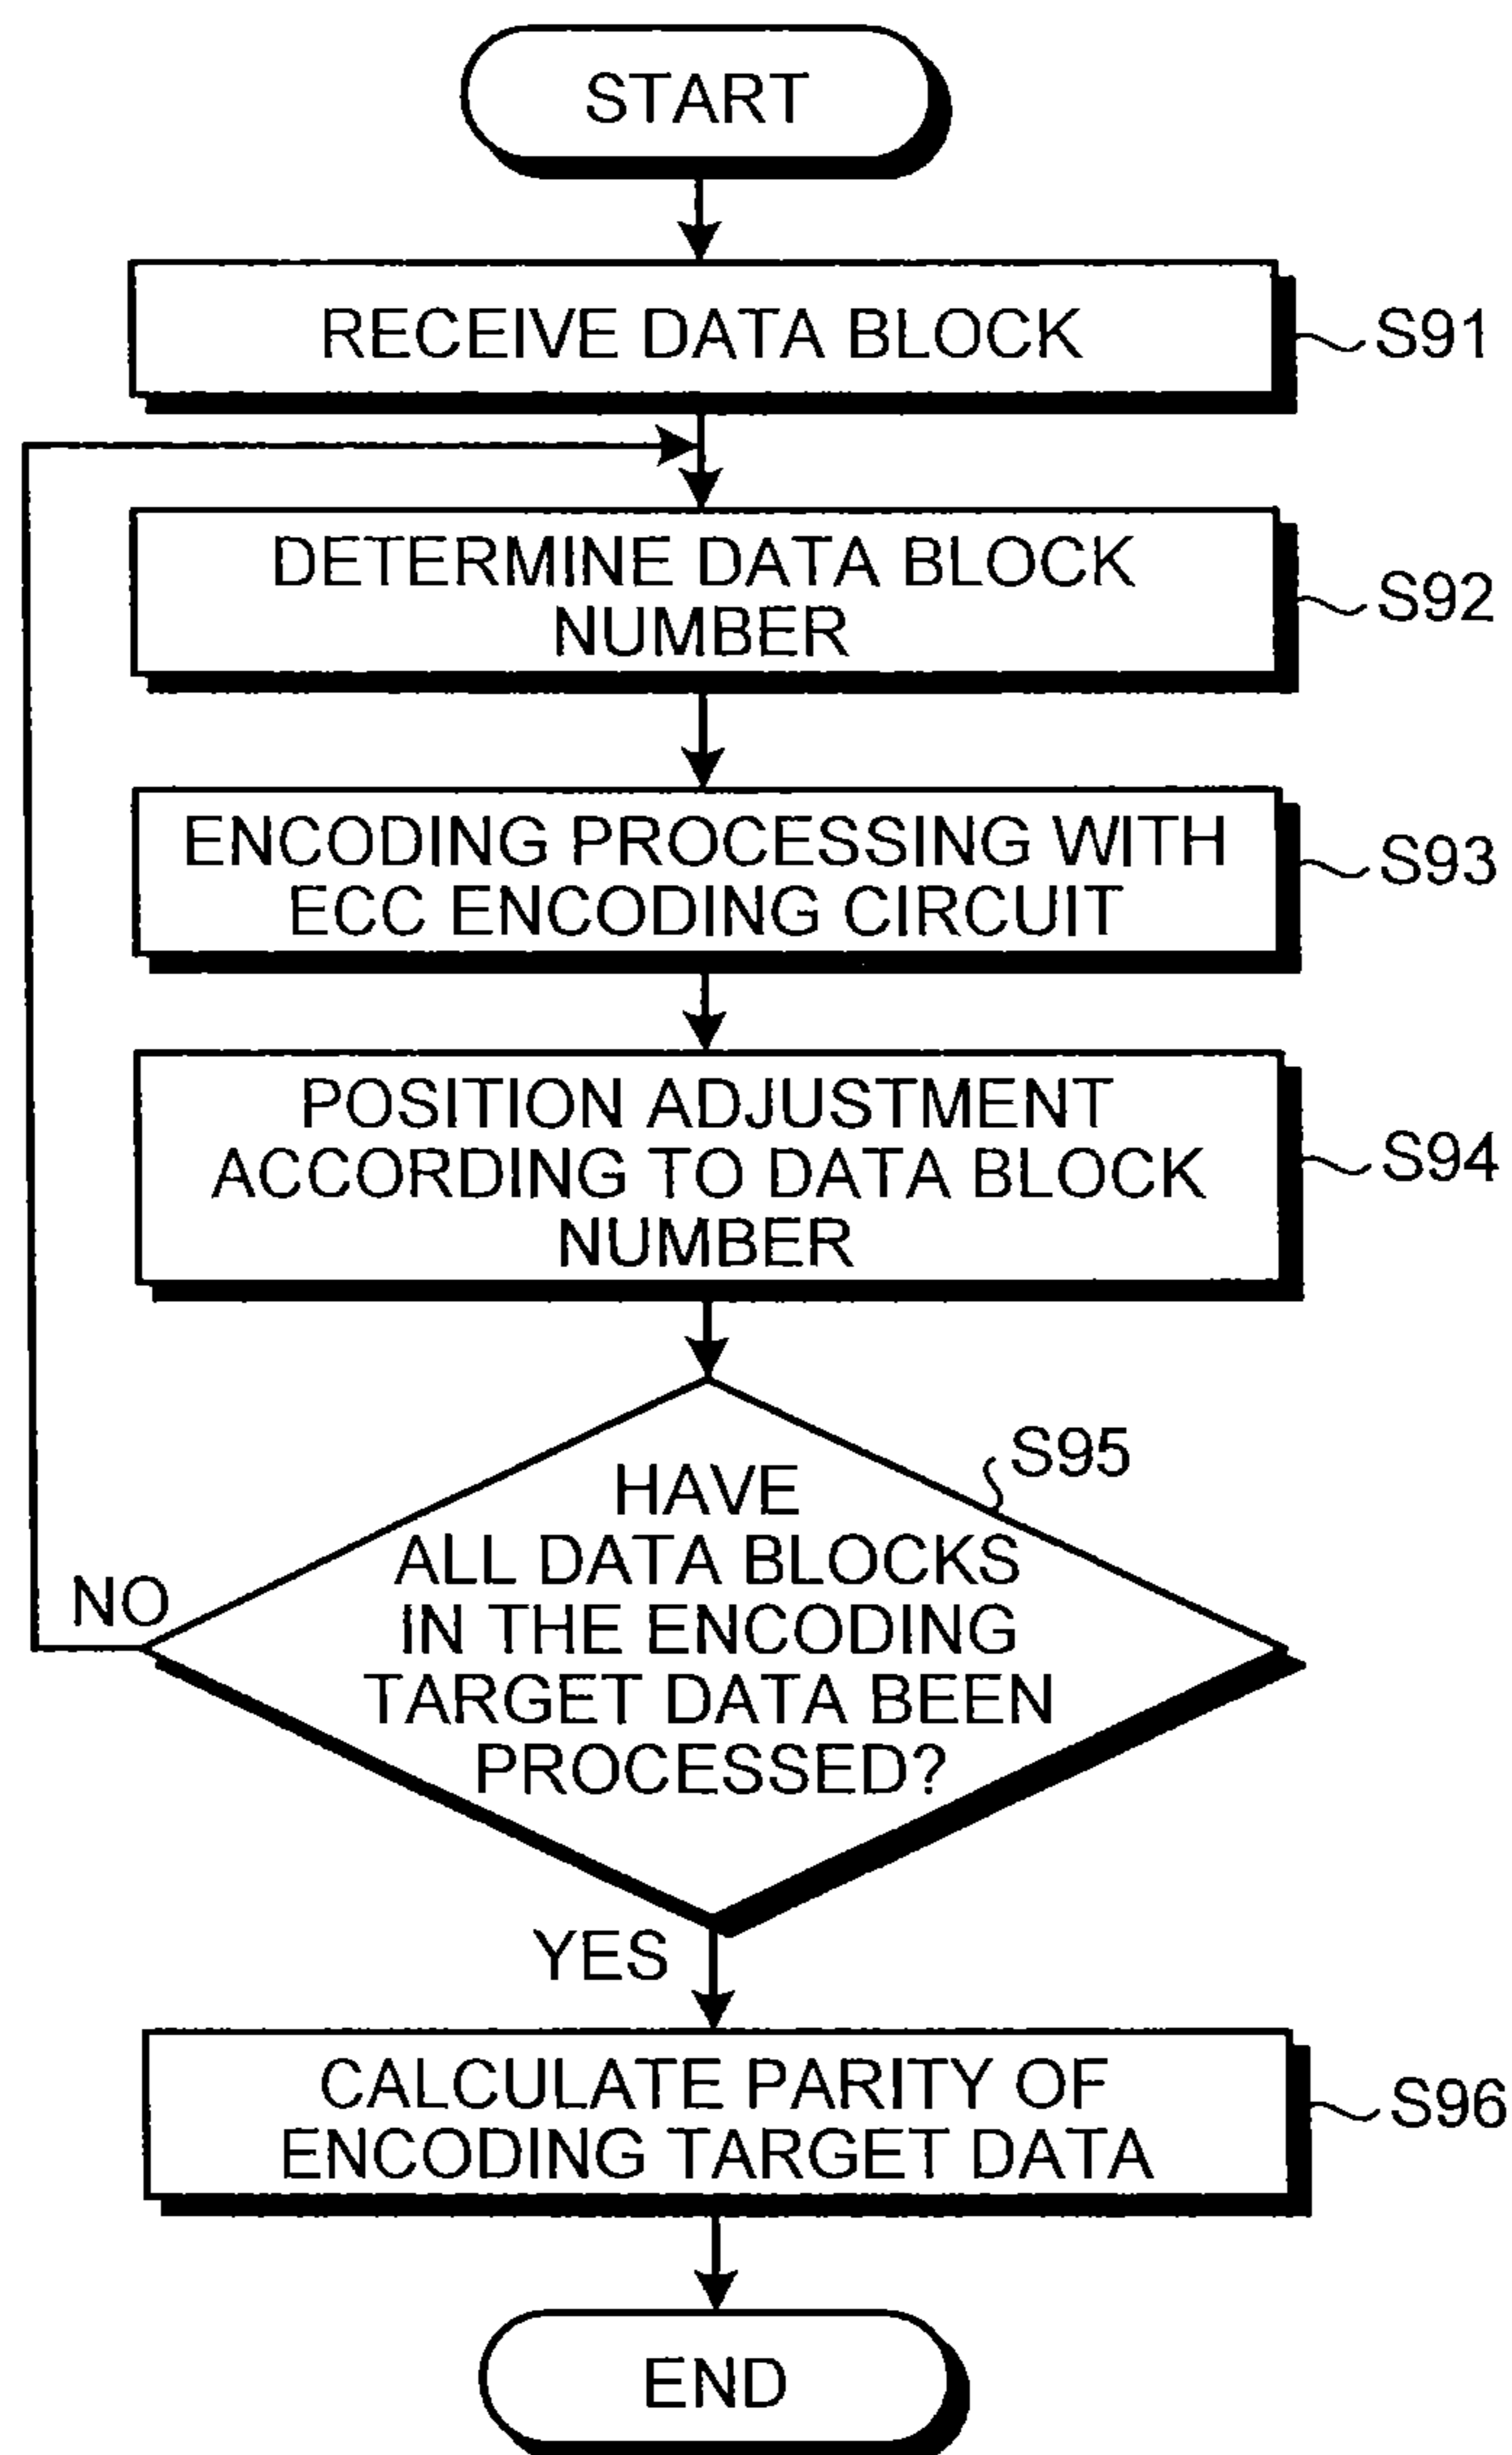 START
RECEIVE DATA BLOCK
S91
DETERMINE DATA BLOCK
NUMBER
S92
ENCODING PROCESSING WITH
ECC ENCODING CIRCUIT
S93
POSITION ADJUSTMENT
ACCORDING TO DATA BLOCK
NUMBER
S94
S95
HAVE
ALL DATA BLOCKS
IN THE ENCODING
TARGET DATA BEEN
PROCESSED?
NO
YES
CALCULATE PARITY OF
ENCODING TARGET DATA
S96
END